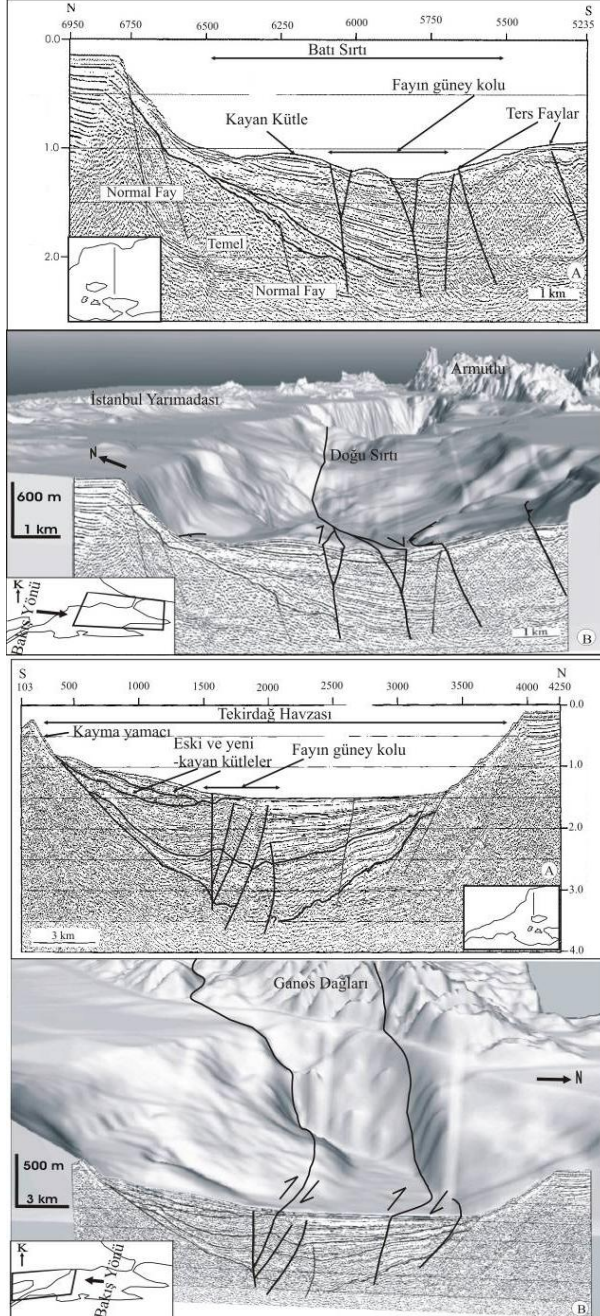 N S
6950 6750 6500 6250 6000 5750 5500 5235
0.0
Batı Sırtı
Fayın güney kolu
Kayan Kütle
Ters Faylar
1.0
Normal Fay
Temel
2.0
Normal Fay
A
1 km
Armutlu
İstanbul Yarımadası
N
Doğu Sırtı
600 m
1 km
K
Bakış Yönü
1 km
B
S N
103 500 1000 1500 2000 2500 3000 3500 4000 4250
Tekirdağ Havzası
0.0
Kayma yamacı
Eski ve yeni
-kayan kütleler
Fayın güney kolu
1.0
2.0
A
3.0
3 km
4.0
Ganos Dağları
N
500 m
3 km
K
Bakış Yönü
B